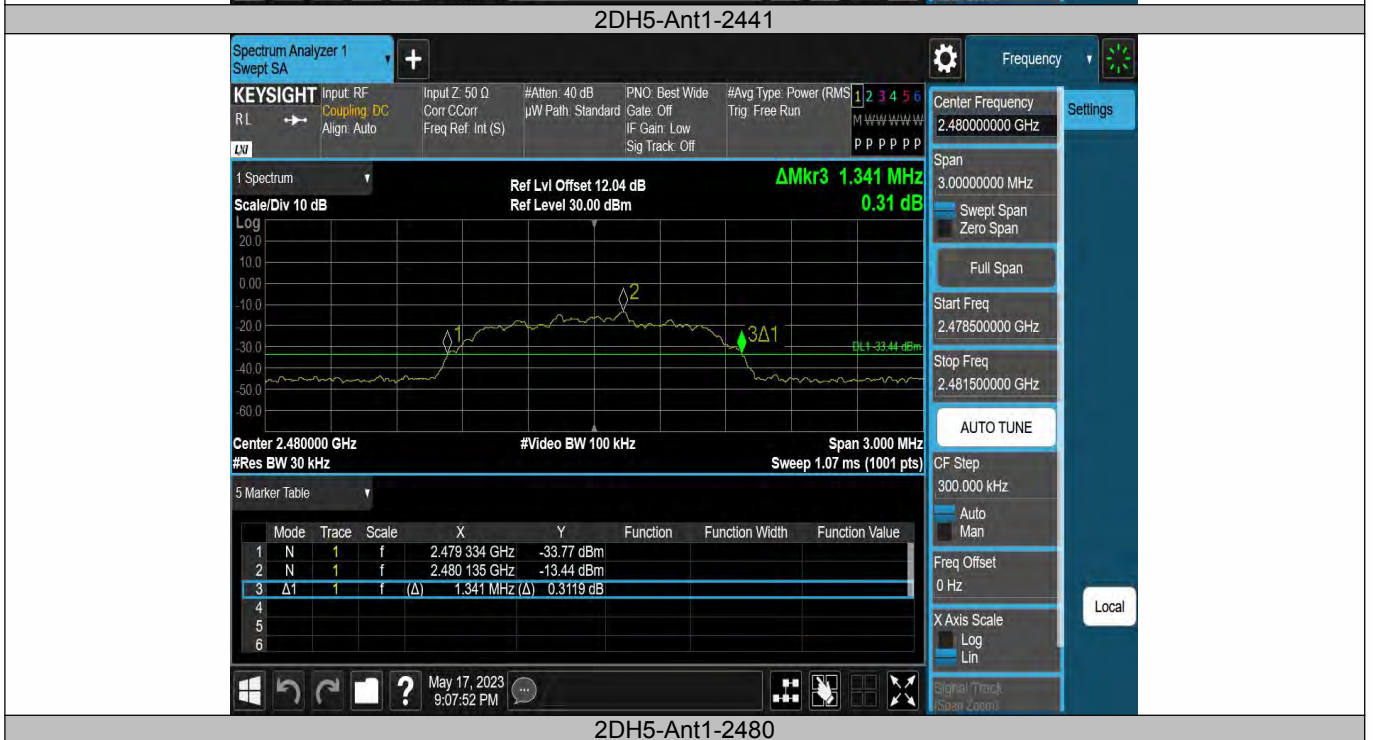 2DH5-Ant1-2441
Spectrum Analyzer 1
Swept SA
+
Frequency
KEYSIGHT
RL
LXI
Input: RF
Coupling: DC
Align: Auto
Input Z: 50 Ω
Corr CCorr
Freq Ref: Int (S)
#Atten: 40 dB
µW Path: Standard
PNO: Best Wide
Gate: Off
IF Gain: Low
Sig Track: Off
#Avg Type: Power (RMS
Trig: Free Run
1 2 3 4 5 6
M W W W W W
P P P P P P
Center Frequency
2.480000000 GHz
Settings
Span
3.00000000 MHz
Swept Span
Zero Span
Full Span
Start Freq
2.478500000 GHz
Stop Freq
2.481500000 GHz
AUTO TUNE
CF Step
300.000 kHz
Auto
Man
Freq Offset
0 Hz
X Axis Scale
Log
Lin
Signal Track
(Span Zoom)
Local
1 Spectrum
Scale/Div 10 dB
Ref Lvl Offset 12.04 dB
Ref Level 30.00 dBm
ΔMkr3 1.341 MHz
0.31 dB
Log
20.0
10.0
0.00
-10.0
-20.0
-30.0
-40.0
-50.0
-60.0
1
2
3Δ1
DL1 -33.44 dBm
Center 2.480000 GHz
#Res BW 30 kHz
#Video BW 100 kHz
Span 3.000 MHz
Sweep 1.07 ms (1001 pts)
5 Marker Table
Mode Trace Scale X Y Function Function Width Function Value
1 N 1 f 2.479 334 GHz -33.77 dBm
2 N 1 f 2.480 135 GHz -13.44 dBm
3 Δ1 1 f (Δ) 1.341 MHz (Δ) 0.3119 dB
4
5
6
?
May 17, 2023
9:07:52 PM
2DH5-Ant1-2480